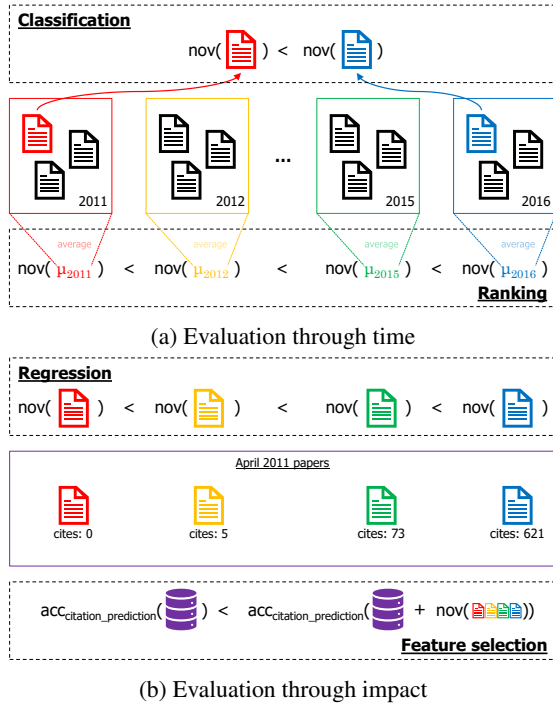 Classification
nov( ) < nov( )
2011 2012 ... 2015 2016
average average average average
nov( μ2011 ) < nov( μ2012 ) < nov( μ2015 ) < nov( μ2016 )
Ranking
(a) Evaluation through time
Regression
nov( ) < nov( ) < nov( ) < nov( )
April 2011 papers
cites: 0 cites: 5 cites: 73 cites: 621
acccitation_prediction( ) < acccitation_prediction( + nov( ))
Feature selection
(b) Evaluation through impact